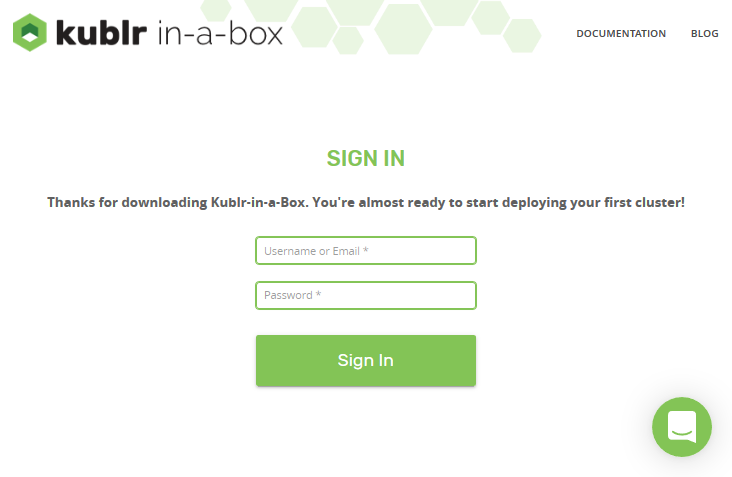 kublr in-a-box
DOCUMENTATION
BLOG
SIGN IN
Thanks for downloading Kublr-in-a-Box. You're almost ready to start deploying your first cluster!
Username or Email *
Password *
Sign In